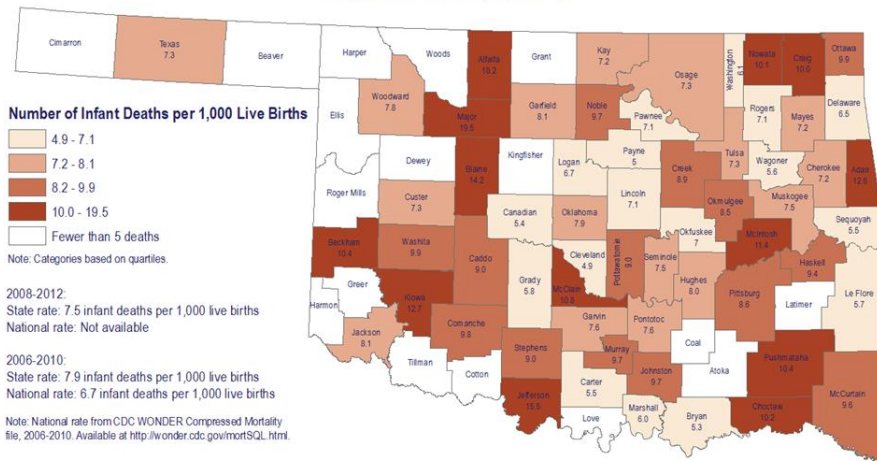 Cimarron
Texas
7.3
Beaver
Harper
Woods
Alfalfa
18.2
Grant
Kay
7.2
Osage
7.3
Washington
6.1
Nowata
10.1
Craig
10.0
Ottawa
9.9
Ellis
Woodward
7.8
Major
19.5
Garfield
8.1
Noble
9.7
Pawnee
7.1
Rogers
7.1
Mayes
7.2
Delaware
6.5
Number of Infant Deaths per 1,000 Live Births
4.9 - 7.1
7.2 - 8.1
8.2 - 9.9
10.0 - 19.5
Fewer than 5 deaths
Note: Categories based on quartiles.
Roger Mills
Dewey
Custer
7.3
Blaine
14.2
Kingfisher
Logan
6.7
Payne
5
Creek
8.9
Tulsa
7.3
Wagoner
5.6
Cherokee
7.2
Adair
12.6
Canadian
5.4
Oklahoma
7.9
Lincoln
7.1
Okfuskee
7
Okmulgee
8.5
Muskogee
7.5
McIntosh
11.4
Sequoyah
5.5
Beckham
10.4
Washita
9.9
Caddo
9.0
Grady
5.8
Cleveland
4.9
McClain
10.8
Pottawatomie
9.0
Seminole
7.5
Hughes
8.0
Pittsburg
8.6
Haskell
9.4
Latimer
Le Flore
5.7
2008-2012:
State rate: 7.5 infant deaths per 1,000 live births
National rate: Not available
2006-2010:
State rate: 7.9 infant deaths per 1,000 live births
National rate: 6.7 infant deaths per 1,000 live births
Note: National rate from CDC WONDER Compressed Mortality
file, 2006-2010. Available at http://wonder.cdc.gov/mortSQL.html.
Harmon
Greer
Kiowa
12.7
Jackson
8.1
Tillman
Comanche
9.8
Cotton
Stephens
9.0
Jefferson
15.5
Garvin
7.6
Murray
9.7
Carter
5.5
Love
Pontotoc
7.6
Johnston
9.7
Marshall
6.0
Coal
Atoka
Bryan
5.3
Pushmataha
10.4
Choctaw
10.2
McCurtain
9.6